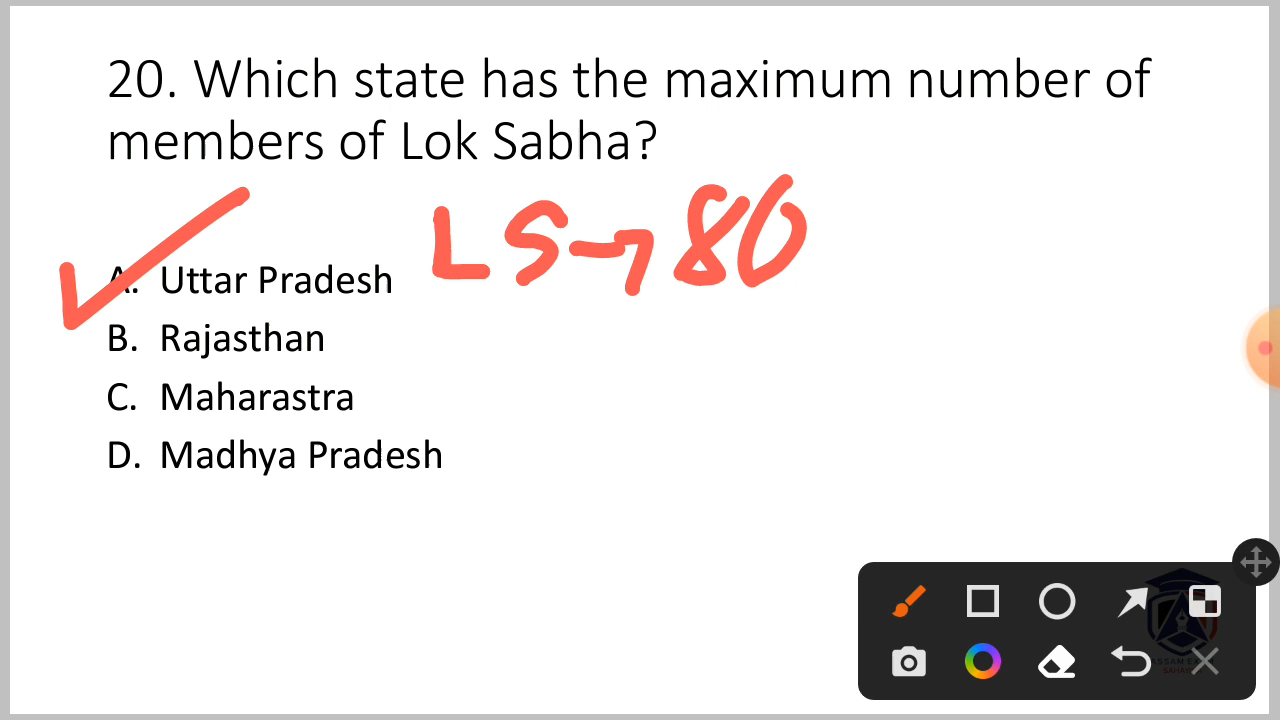 20. Which state has the maximum number of
members of Lok Sabha?
LS→80
A. Uttar Pradesh
B. Rajasthan
C. Maharastra
D. Madhya Pradesh